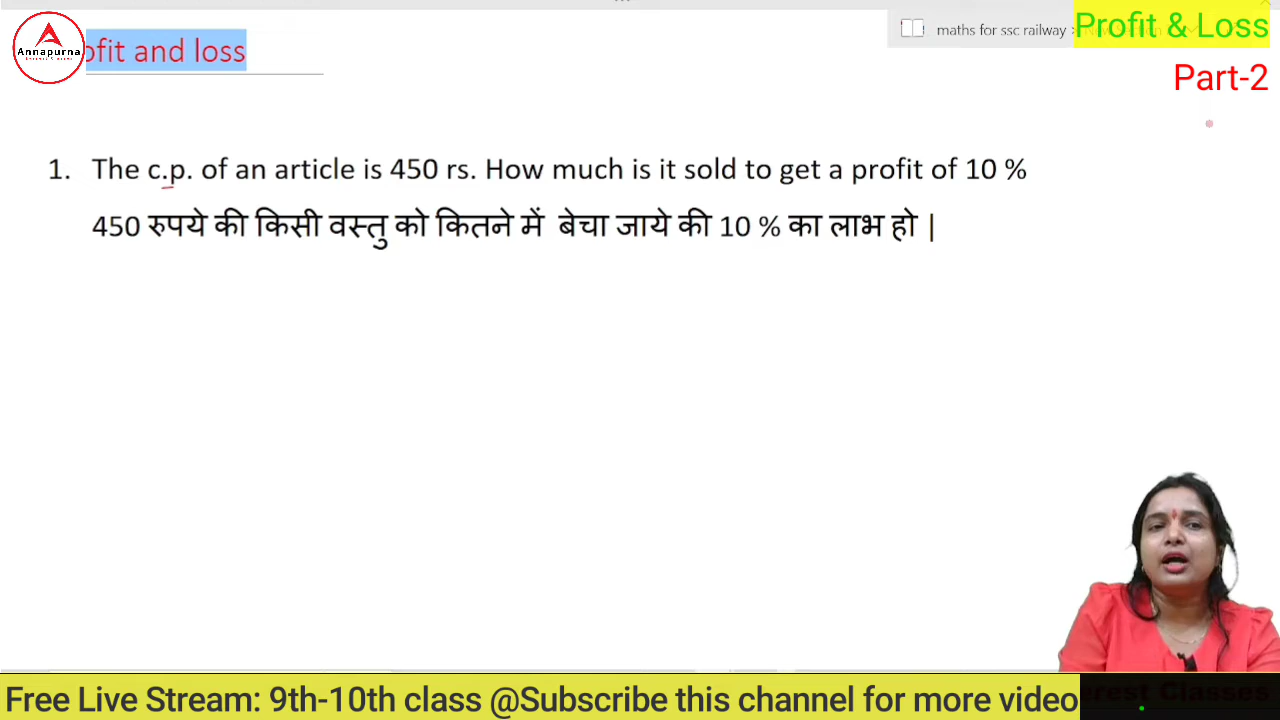 Annapurna
ofit and loss
maths for ssc railway >
Profit & Loss
Part-2
1. The c.p. of an article is 450 rs. How much is it sold to get a profit of 10 %
450 रुपये की किसी वस्तु को कितने में बेचा जाये की 10 % का लाभ हो |
Free Live Stream: 9th-10th class @Subscribe this channel for more video